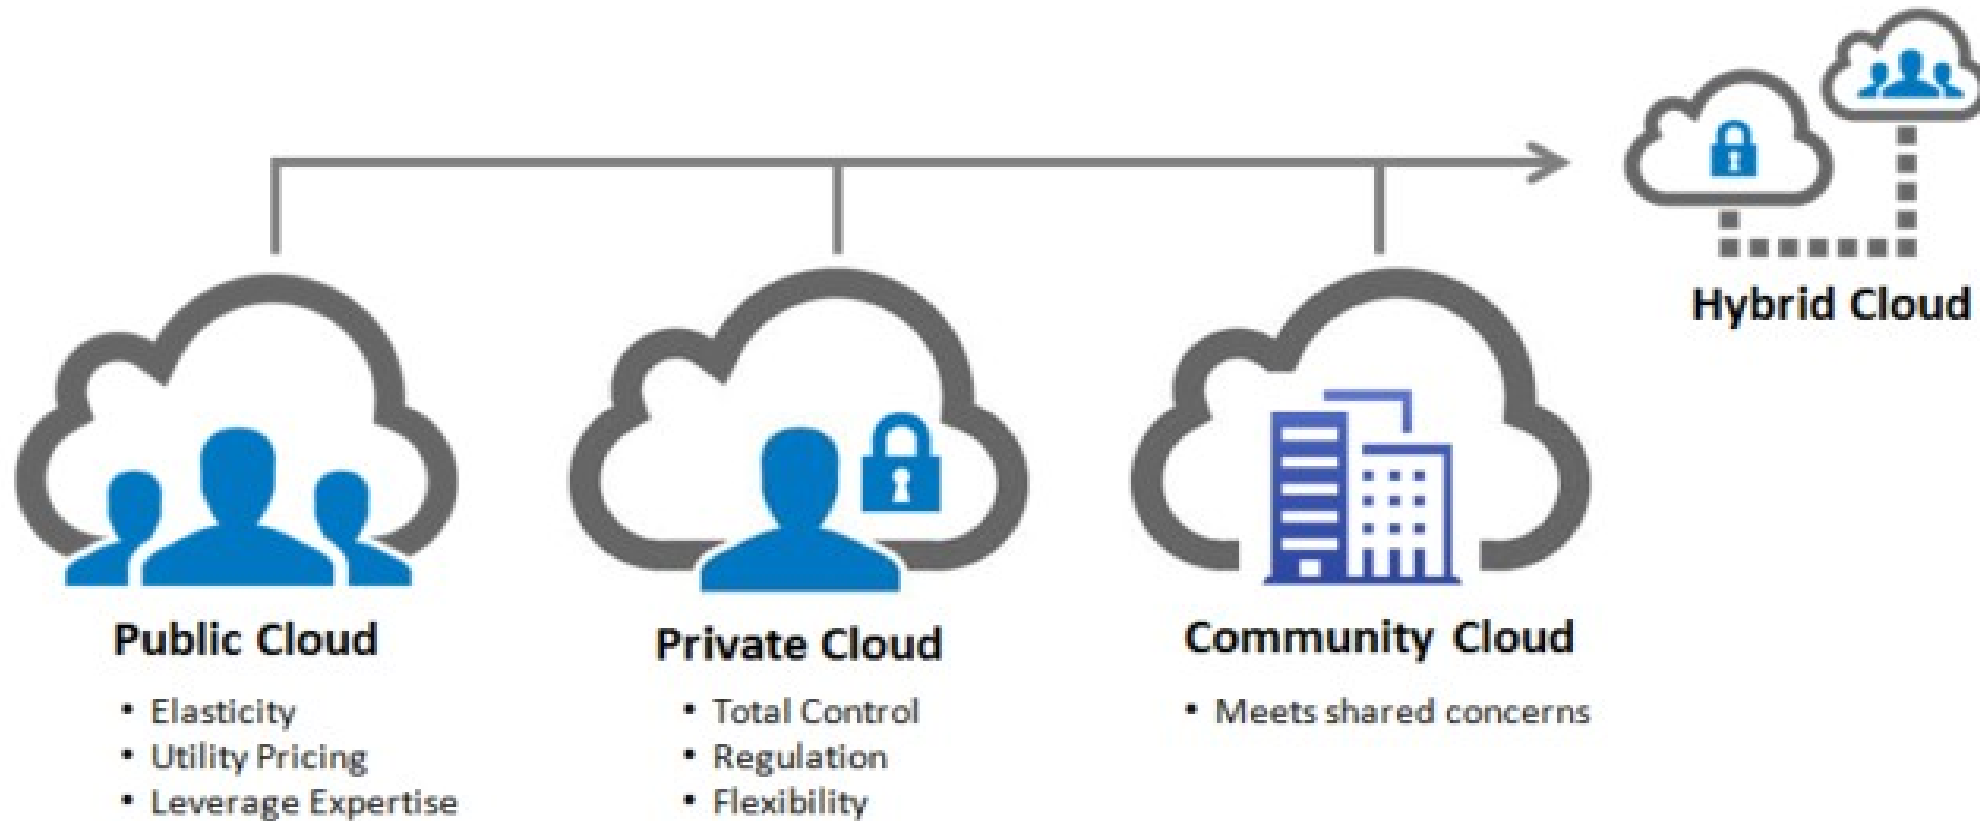 Hybrid Cloud
Public Cloud
• Elasticity
• Utility Pricing
• Leverage Expertise
Private Cloud
• Total Control
• Regulation
• Flexibility
Community Cloud
• Meets shared concerns